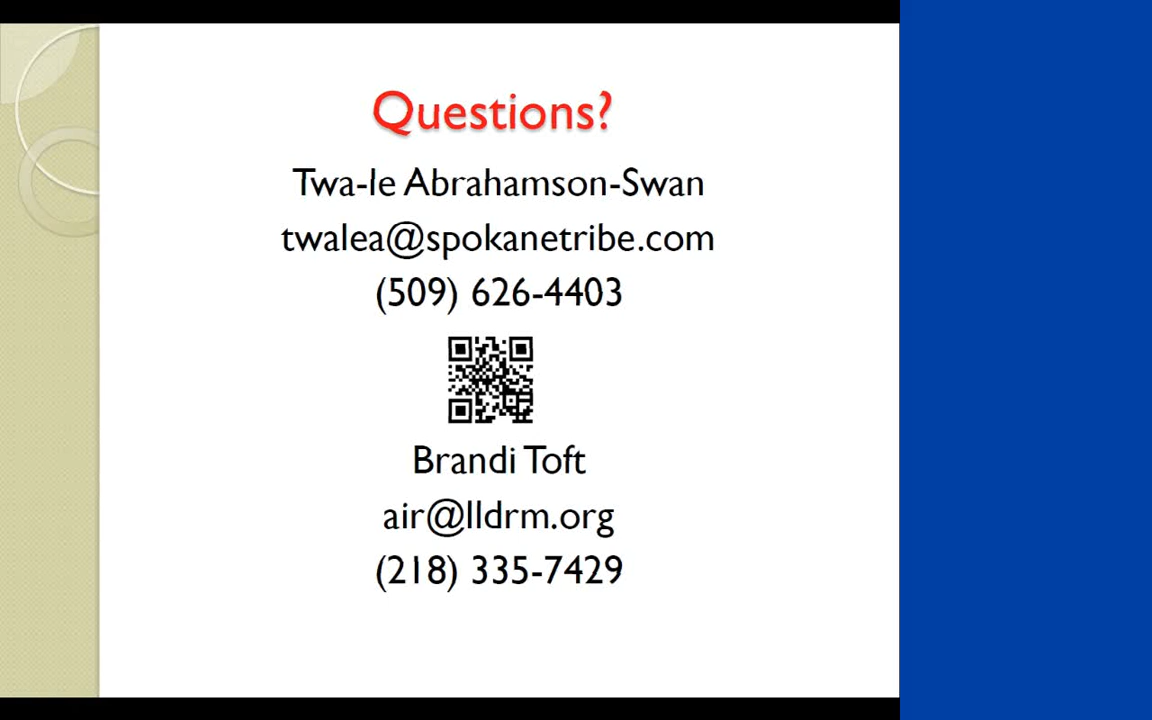 Questions?
Twa-le Abrahamson-Swan
twalea@spokanetribe.com
(509) 626-4403
Brandi Toft
air@lldrm.org
(218) 335-7429